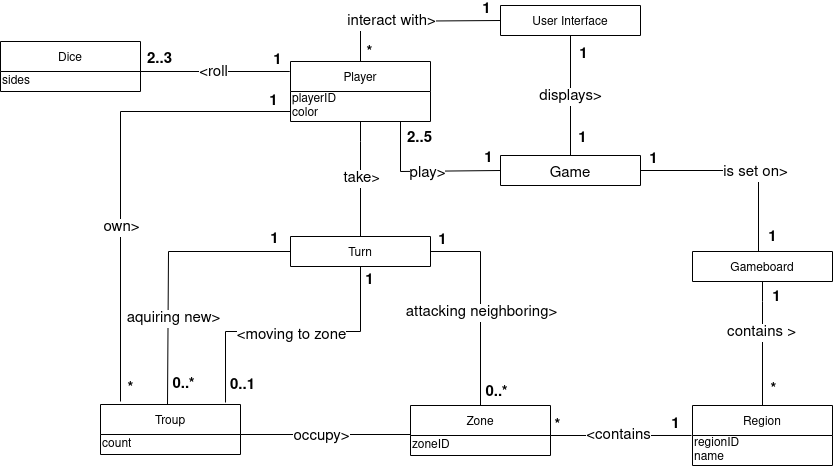 interact with>
1
User Interface
*
Dice
sides
2..3
<roll
1
Player
playerID
color
1
1
displays>
2..5
1
take>
play>
1
Game
1
is set on>
own>
1
Turn
1
1
Gameboard
1
1
aquiring new>
<moving to zone
attacking neighboring>
contains >
*
0..*
0..1
0..*
*
Troup
count
occupy>
Zone
zoneID
*
<contains
1
Region
regionID
name